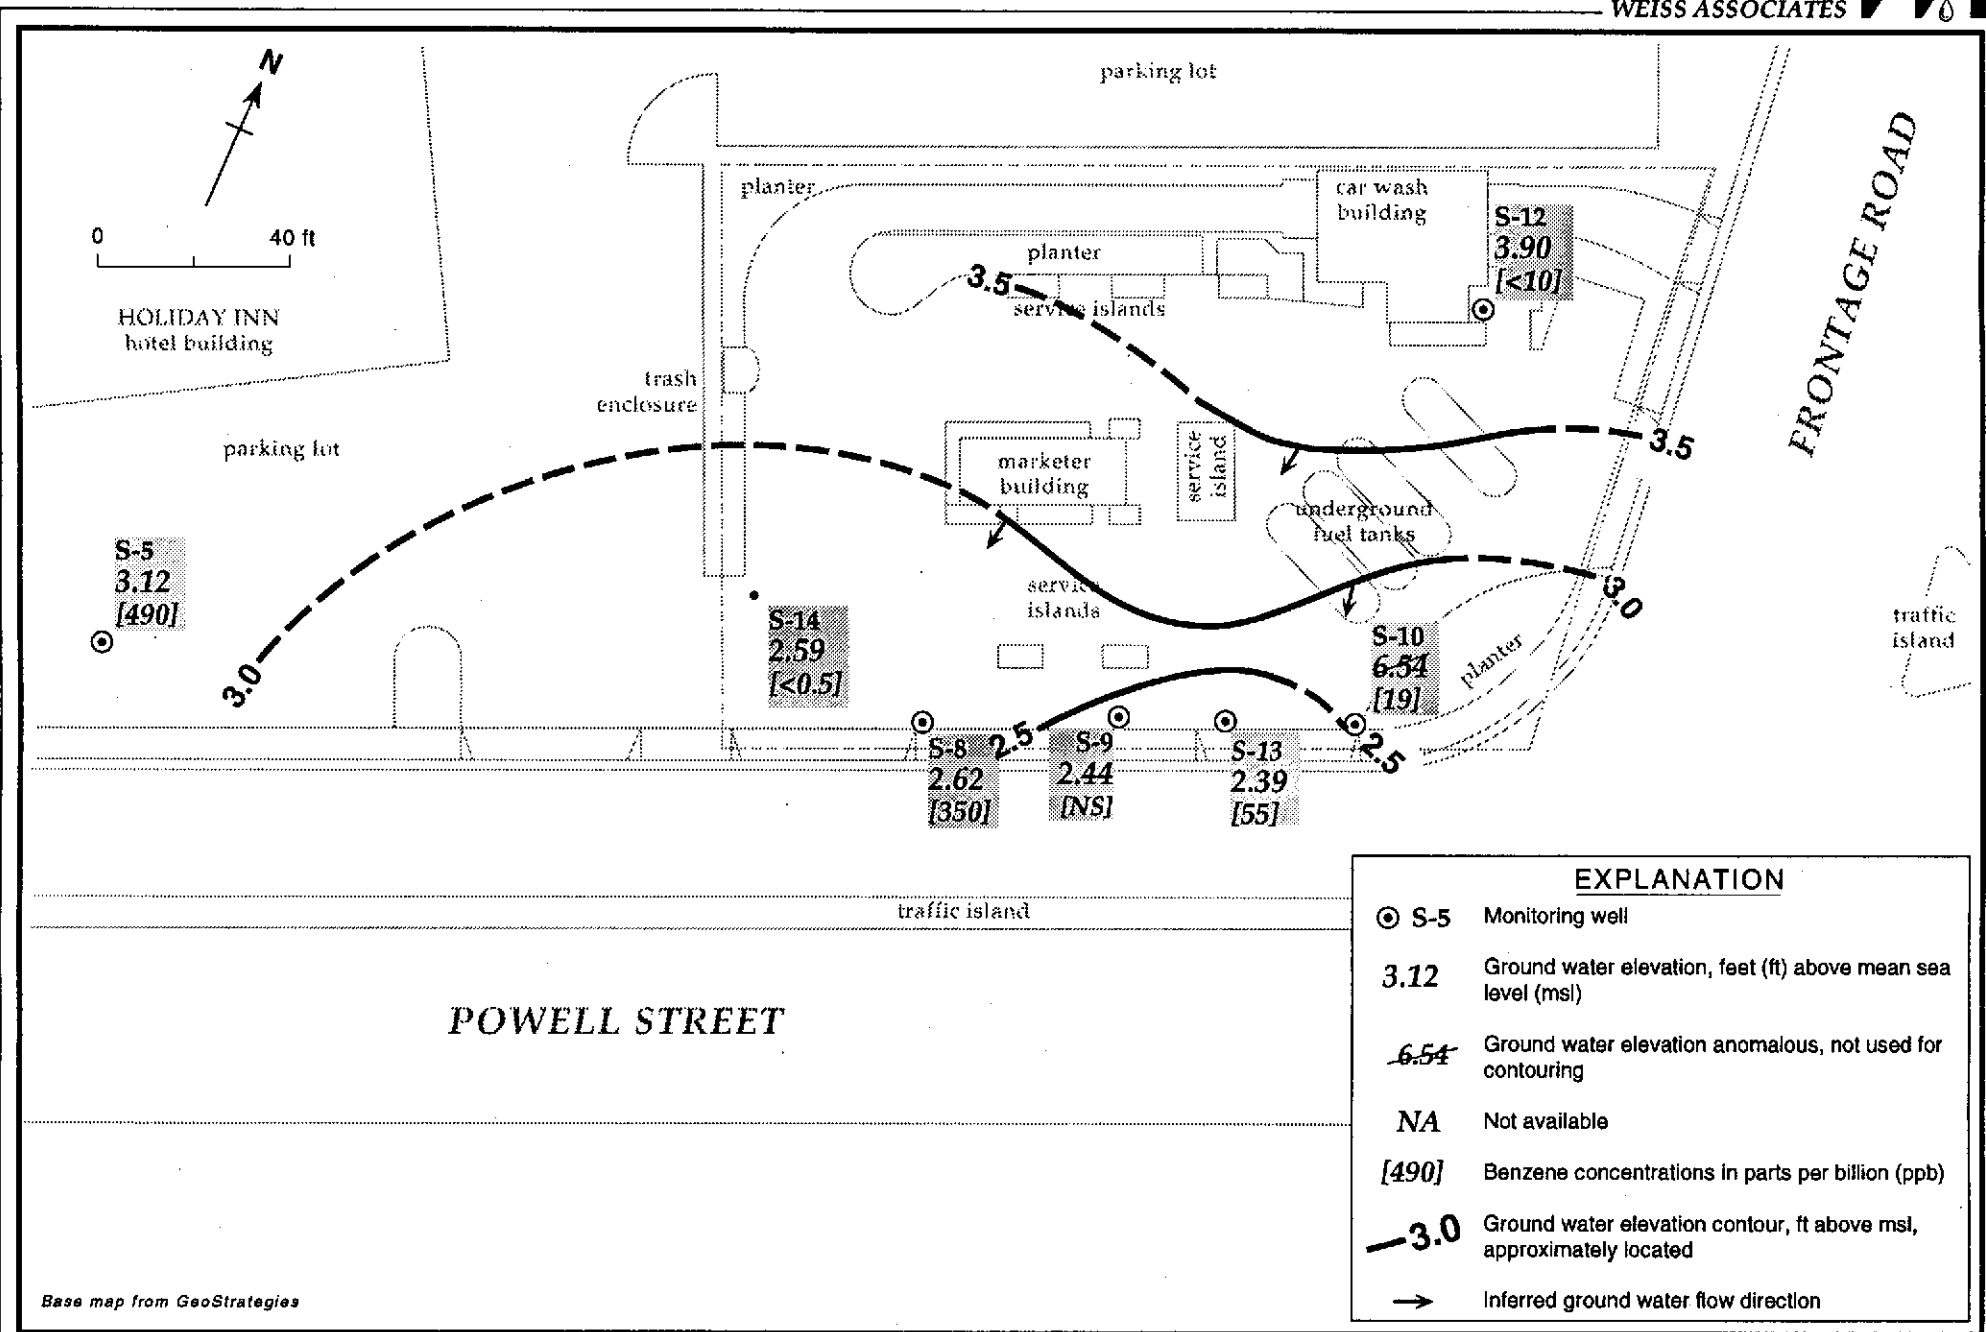 WEISS ASSOCIATES
N
0 40 ft
HOLIDAY INN
hotel building
parking lot
parking lot
planter
planter
service islands
car wash
building
S-12
3.90
[<10]
FRONTAGE ROAD
3.5
3.5
trash
enclosure
marketer
building
service
island
underground
fuel tanks
S-5
3.12
[490]
3.0
3.0
S-14
2.59
[<0.5]
service
islands
S-10
6.54
[19]
planter
traffic
island
S-8
2.62
[350]
2.5
S-9
2.44
[NS]
S-13
2.39
[55]
2.5
traffic island
POWELL STREET
EXPLANATION
S-5 Monitoring well
3.12 Ground water elevation, feet (ft) above mean sea
level (msl)
6.54 Ground water elevation anomalous, not used for
contouring
NA Not available
[490] Benzene concentrations in parts per billion (ppb)
3.0 Ground water elevation contour, ft above msl,
approximately located
Inferred ground water flow direction
Base map from GeoStrategies